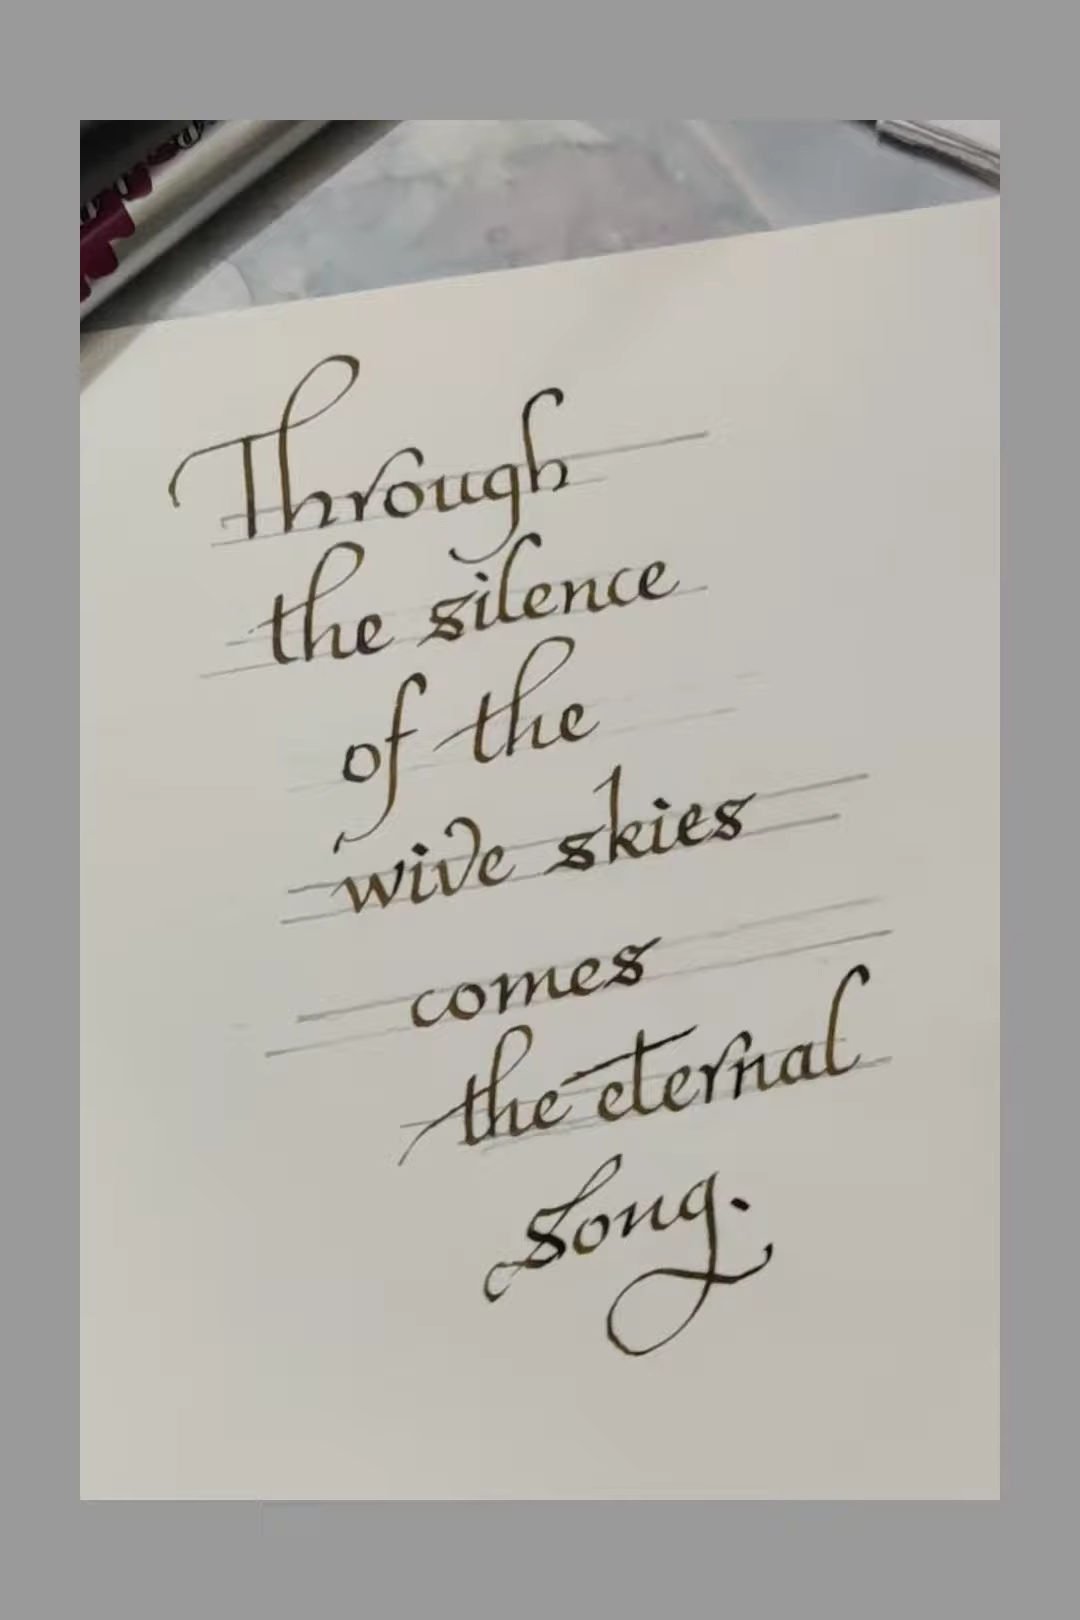 Through
the silence
of the
wide skies
comes
the eternal
song.